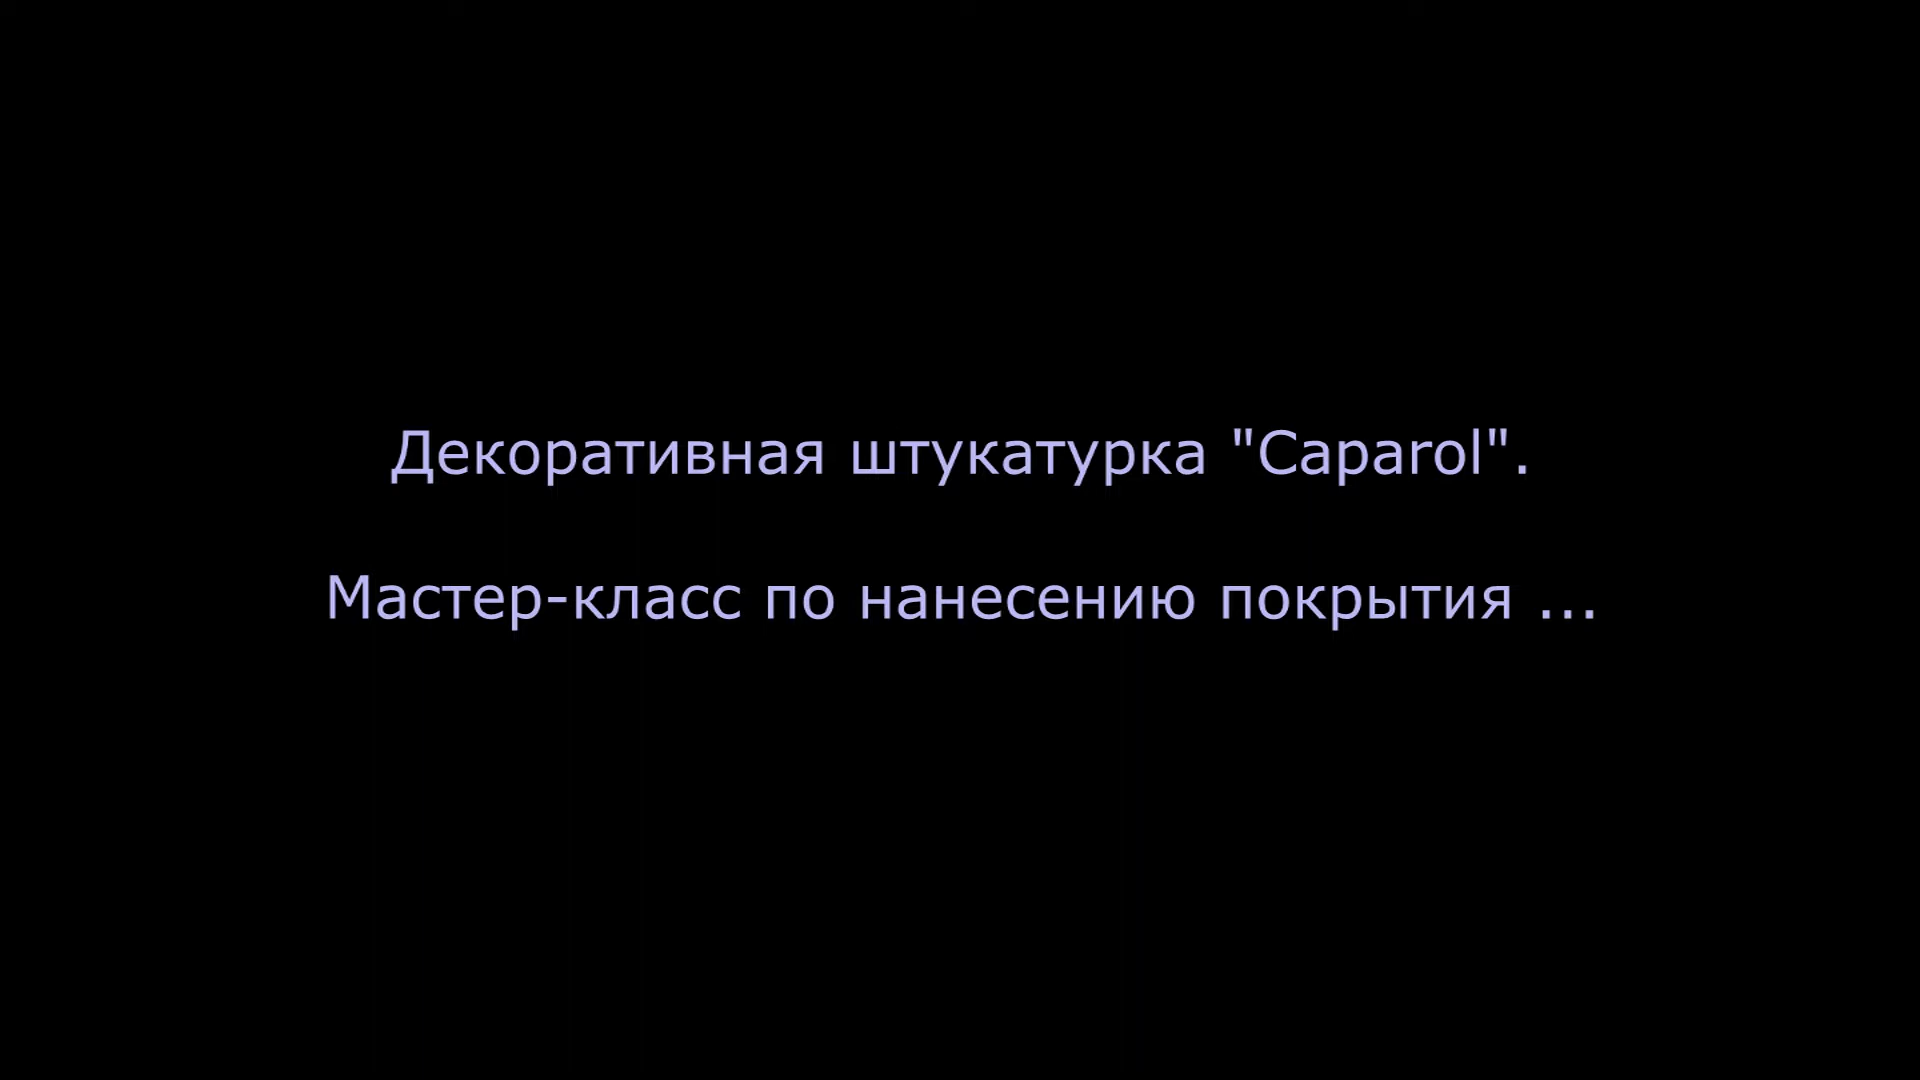 Декоративная штукатурка "Caparol".
Мастер-класс по нанесению покрытия ...